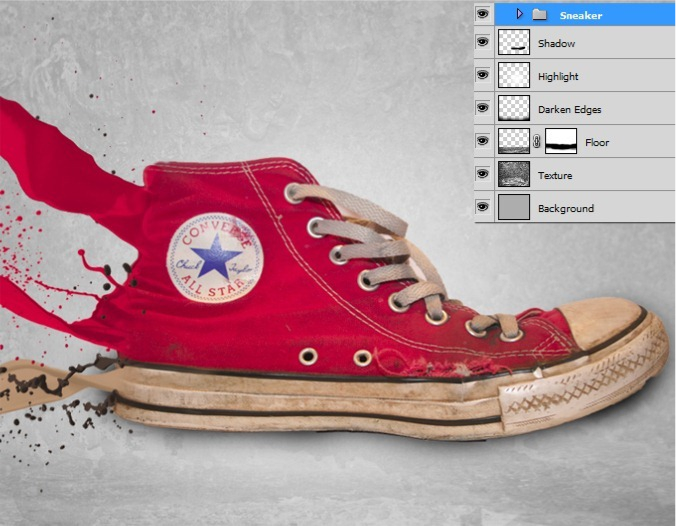 Sneaker
Shadow
Highlight
Darken Edges
Floor
Texture
Background
CONVERSE
Chuck Taylor
ALL STAR